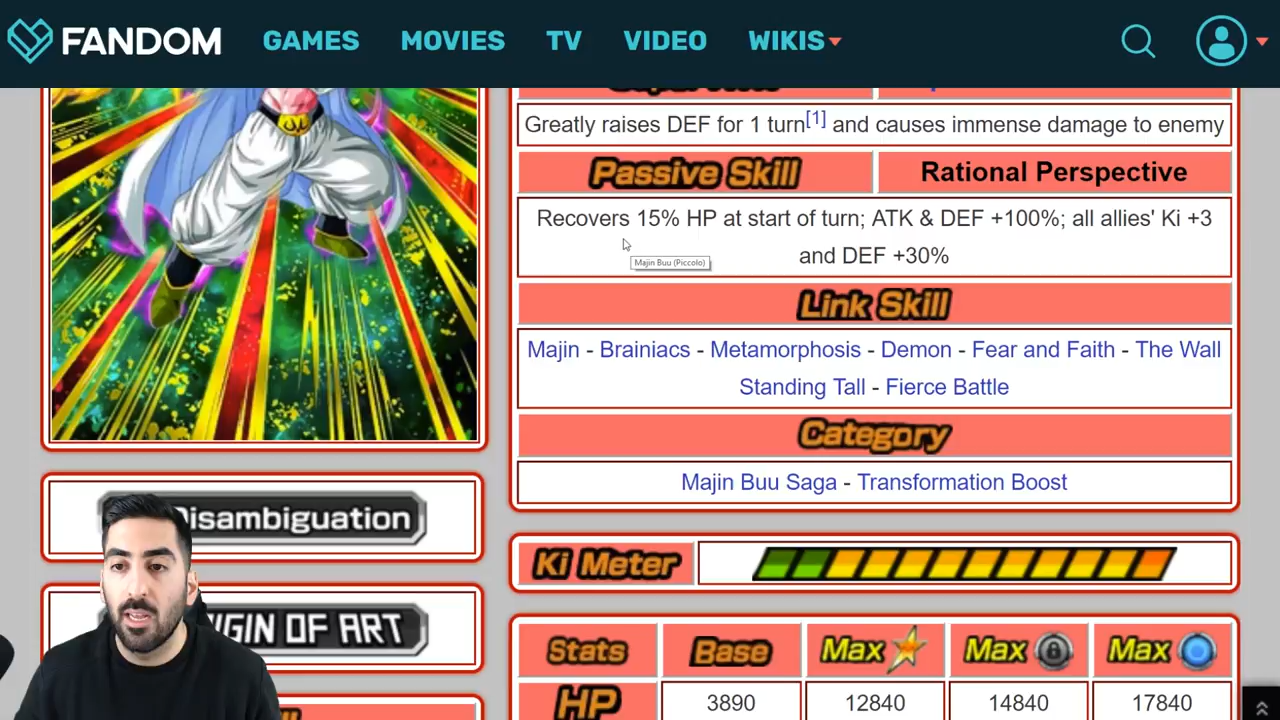 FANDOM GAMES MOVIES TV VIDEO WIKIS
Greatly raises DEF for 1 turn[1] and causes immense damage to enemy
Passive Skill Rational Perspective
Recovers 15% HP at start of turn; ATK & DEF +100%; all allies' Ki +3
and DEF +30%
Majin Buu (Piccolo)
Link Skill
Majin - Brainiacs - Metamorphosis - Demon - Fear and Faith - The Wall
Standing Tall - Fierce Battle
Category
Majin Buu Saga - Transformation Boost
Disambiguation
Ki Meter
IGIN OF ART
Stats Base Max Max Max
HP 3890 12840 14840 17840